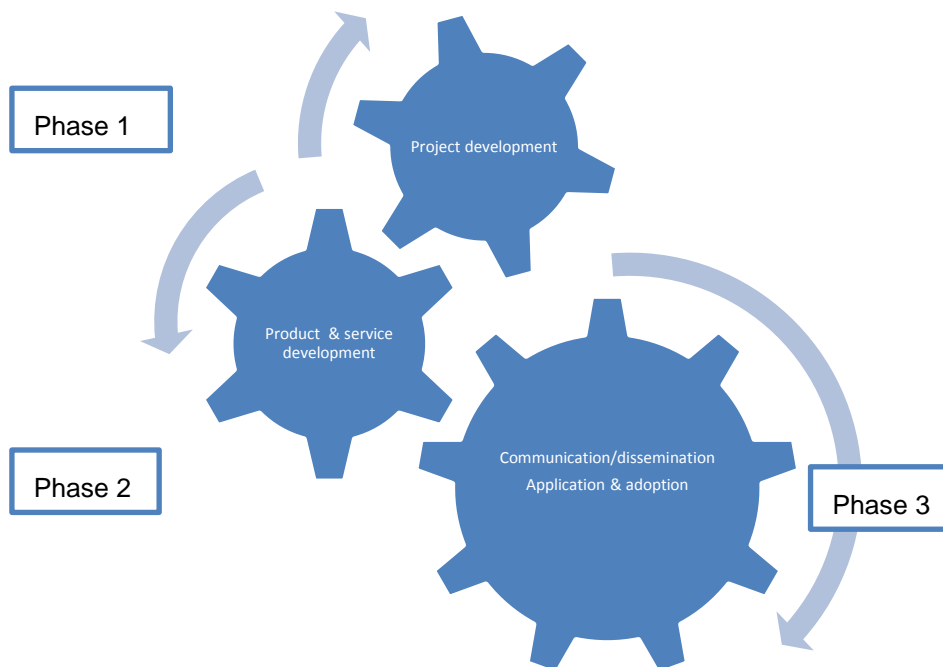 Phase 1
Project development
Product & service
development
Phase 2
Communication/dissemination
Application & adoption
Phase 3